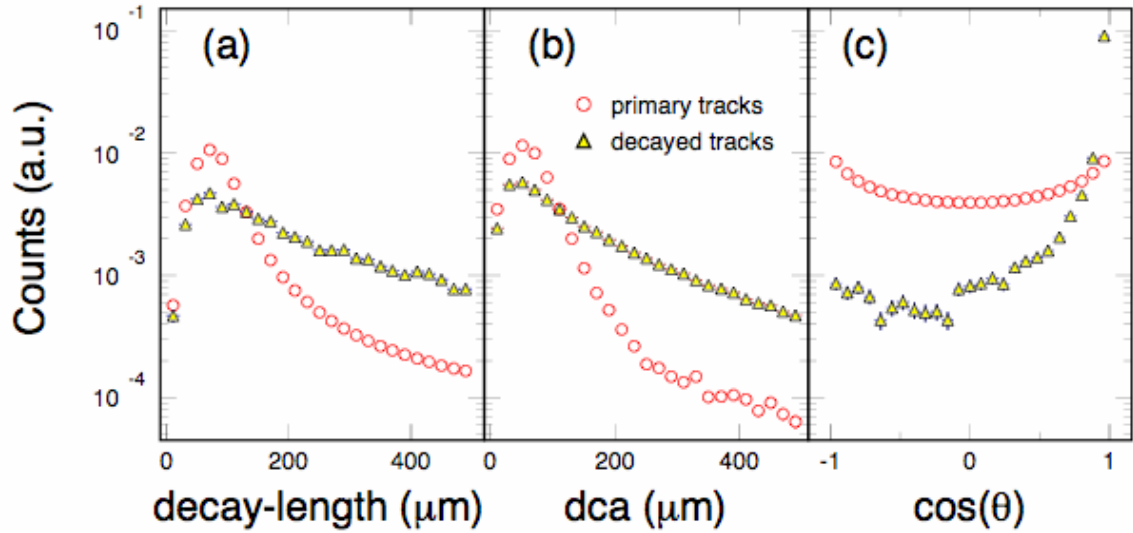 (a)
(b)
(c)
primary tracks
decayed tracks
Counts (a.u.)
10⁻¹
10⁻²
10⁻³
10⁻⁴
0 200 400
0 200 400
-1 0 1
decay-length (μm)
dca (μm)
cos(θ)